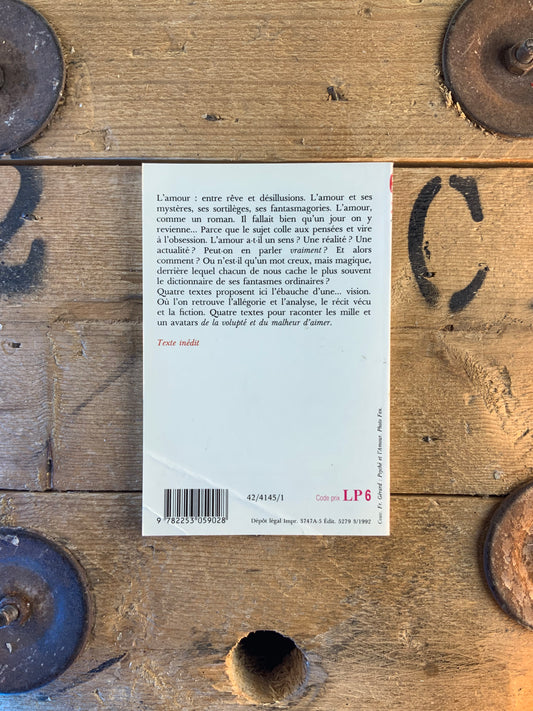 L'amour : entre rêve et désillusions. L'amour et ses
mystères, ses sortilèges, ses fantasmagories. L'amour,
comme un roman. Il fallait bien qu'un jour on y
revienne... Parce que le sujet colle aux pensées et vire
à l'obsession. L'amour a-t-il un sens ? Une réalité ? Une
actualité ? Peut-on en parler vraiment ? Et alors
comment ? Ou n'est-il qu'un mot creux, mais magique,
derrière lequel chacun de nous cache le plus souvent
le dictionnaire de ses fantasmes ordinaires ?
Quatre textes proposent ici l'ébauche d'une... vision.
Où l'on retrouve l'allégorie et l'analyse, le récit vécu
et la fiction. Quatre textes pour raconter les mille et
un avatars de la volupté et du malheur d'aimer.
Texte inédit
42/4145/1
Code prix LP 6
9 782253 059028
Dépôt légal Impr. 5747A-5 Édit. 5279 5/1992
Couv. Fr. Gérard : Psyché et l'Amour. Photo Fox.
C